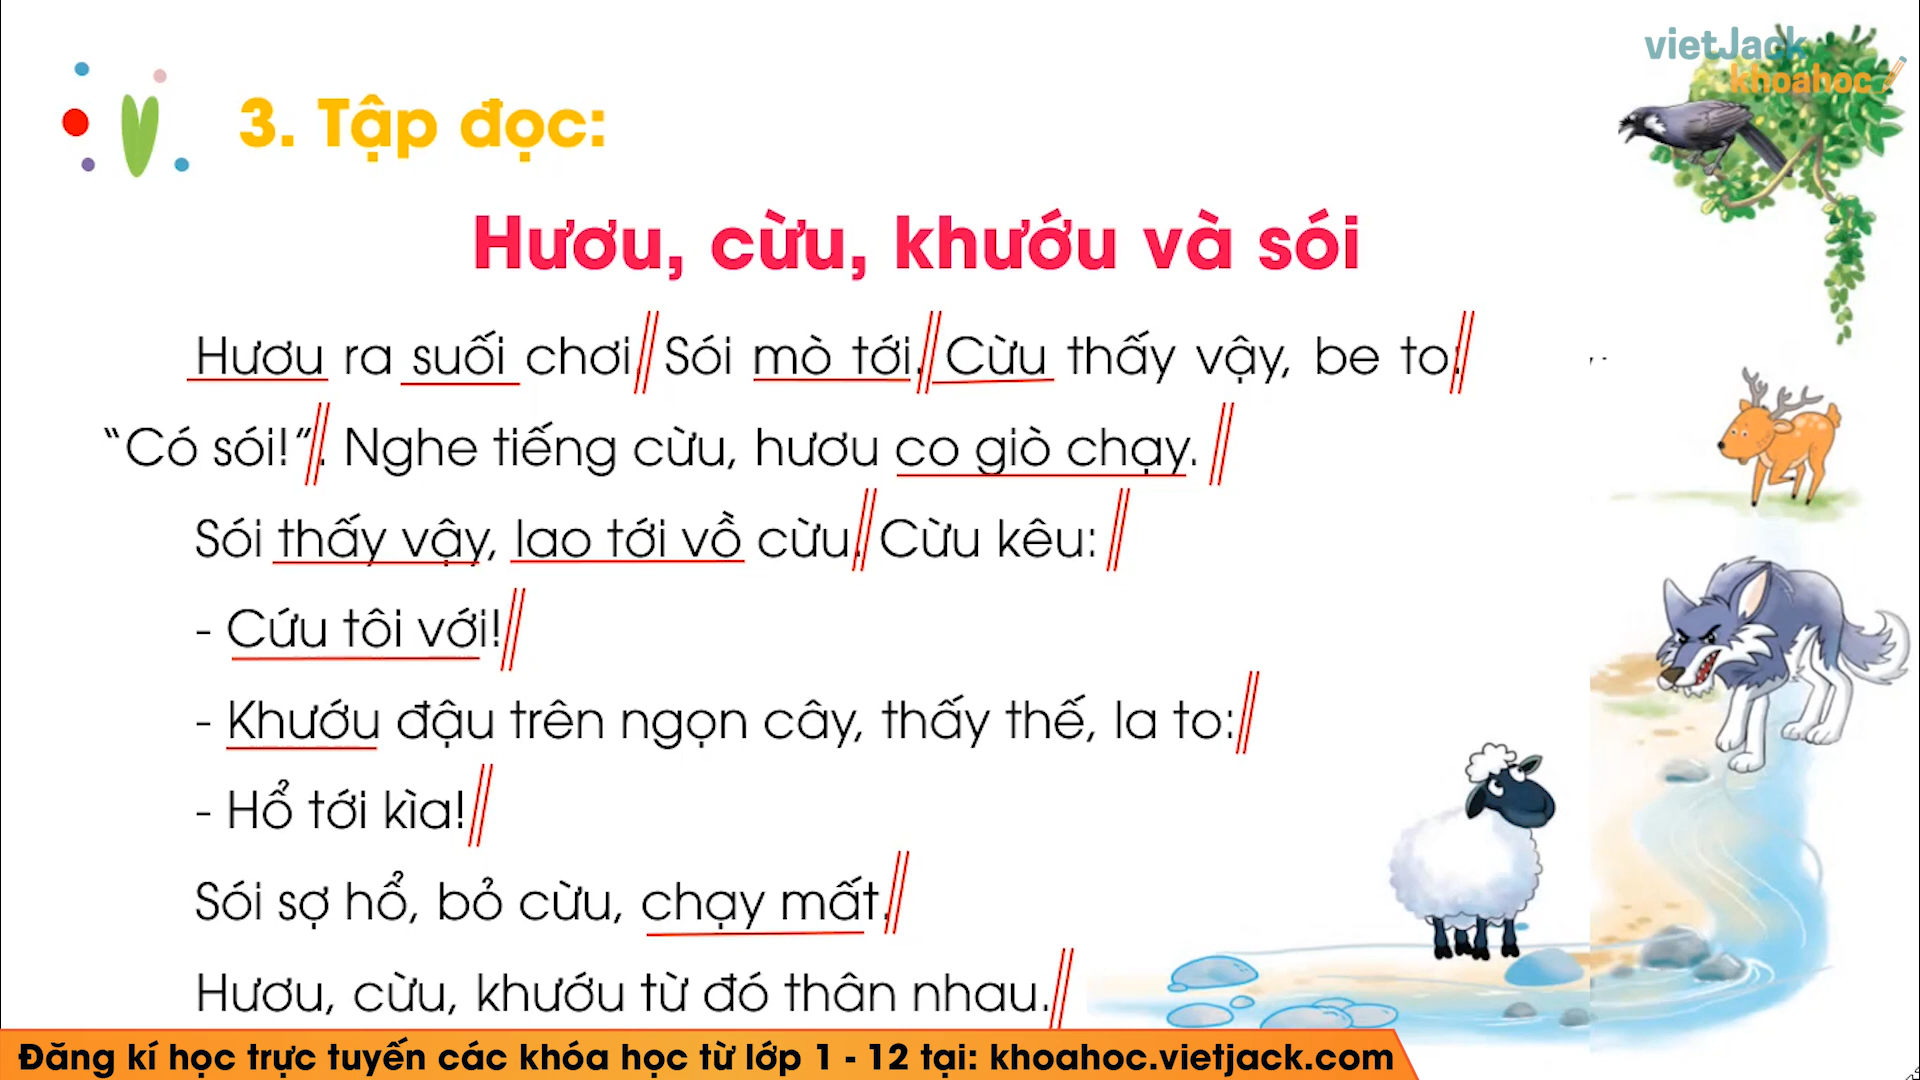 vietJack
khoahoc
3. Tập đọc:
Hươu, cừu, khướu và sói
Hươu ra suối chơi. Sói mò tới. Cừu thấy vậy, be to:
“Có sói!”. Nghe tiếng cừu, hươu co giò chạy.
Sói thấy vậy, lao tới vồ cừu. Cừu kêu:
- Cứu tôi với!
- Khướu đậu trên ngọn cây, thấy thế, la to:
- Hổ tới kìa!
Sói sợ hổ, bỏ cừu, chạy mất.
Hươu, cừu, khướu từ đó thân nhau.
Đăng kí học trực tuyến các khóa học từ lớp 1 - 12 tại: khoahoc.vietjack.com